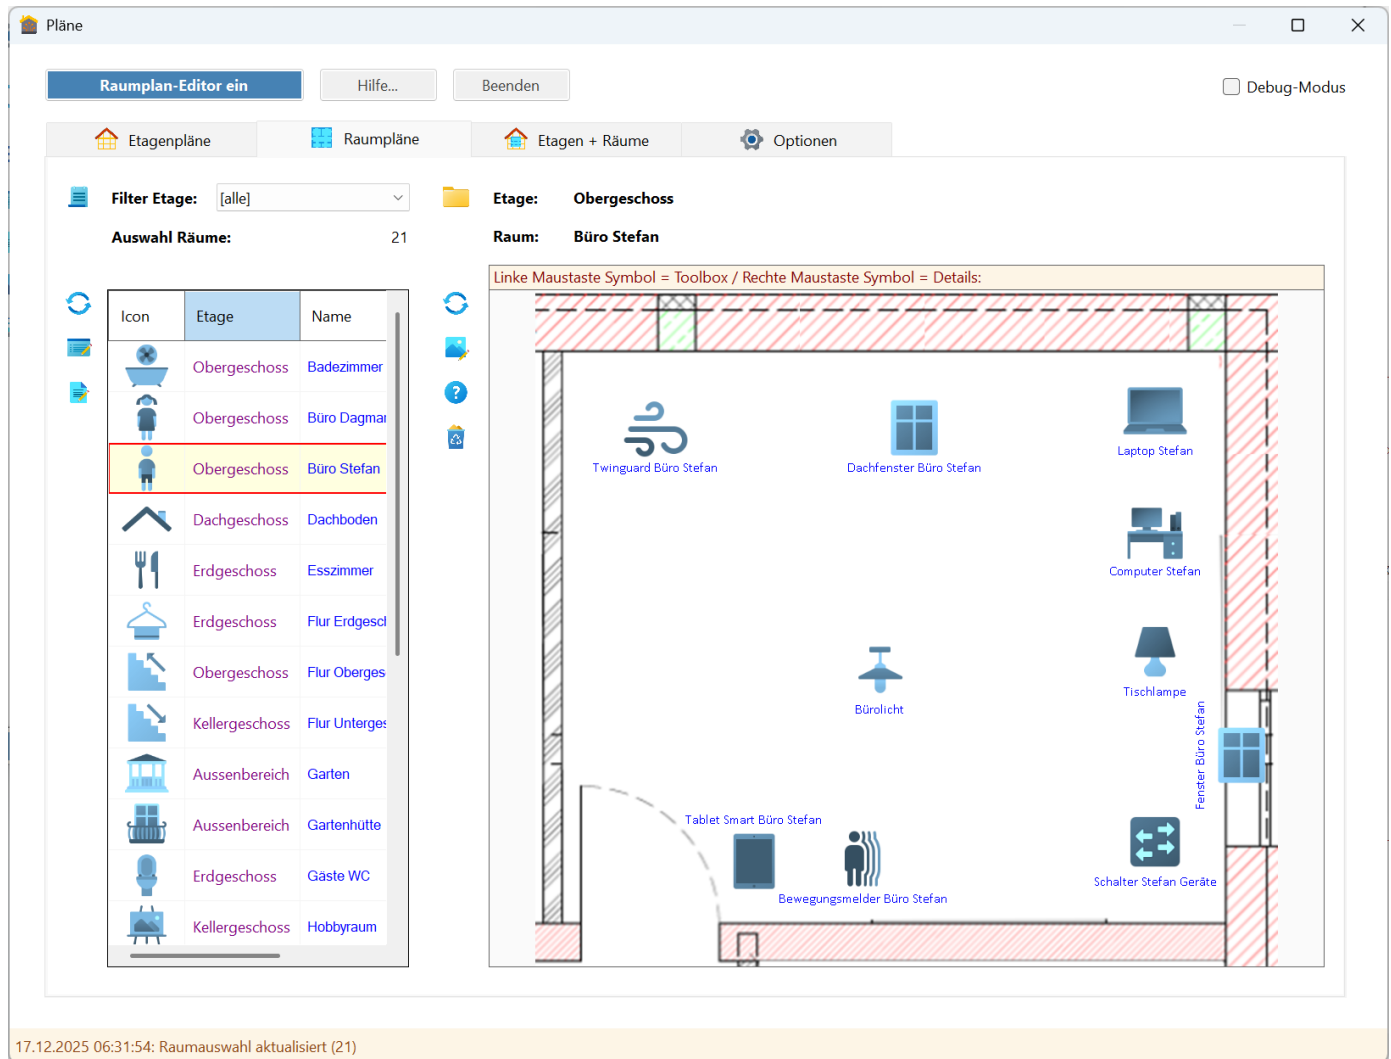 Pläne
Raumplan-Editor ein
Hilfe...
Beenden
Debug-Modus
Etagenpläne
Raumpläne
Etagen + Räume
Optionen
Filter Etage:
[alle]
Auswahl Räume:
21
Etage:
Obergeschoss
Raum:
Büro Stefan
Icon Etage Name
Obergeschoss Badezimmer
Obergeschoss Büro Dagmar
Obergeschoss Büro Stefan
Dachgeschoss Dachboden
Erdgeschoss Esszimmer
Erdgeschoss Flur Erdgesch
Obergeschoss Flur Oberges
Kellergeschoss Flur Unterges
Aussenbereich Garten
Aussenbereich Gartenhütte
Erdgeschoss Gäste WC
Kellergeschoss Hobbyraum
Linke Maustaste Symbol = Toolbox / Rechte Maustaste Symbol = Details:
Twinguard Büro Stefan
Dachfenster Büro Stefan
Laptop Stefan
Computer Stefan
Tischlampe
Bürolicht
Fenster Büro Stefan
Tablet Smart Büro Stefan
Schalter Stefan Geräte
Bewegungsmelder Büro Stefan
17.12.2025 06:31:54: Raumauswahl aktualisiert (21)